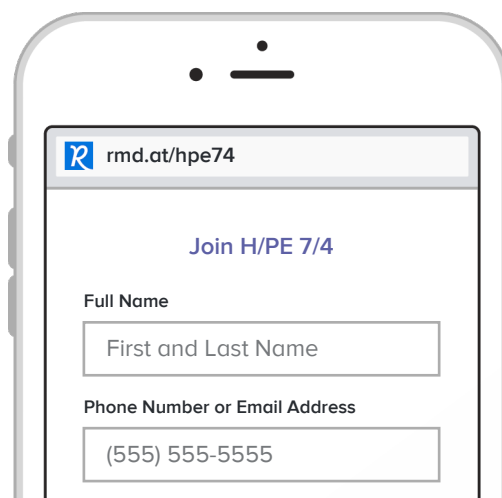 rmd.at/hpe74
Join H/PE 7/4
Full Name
First and Last Name
Phone Number or Email Address
(555) 555-5555